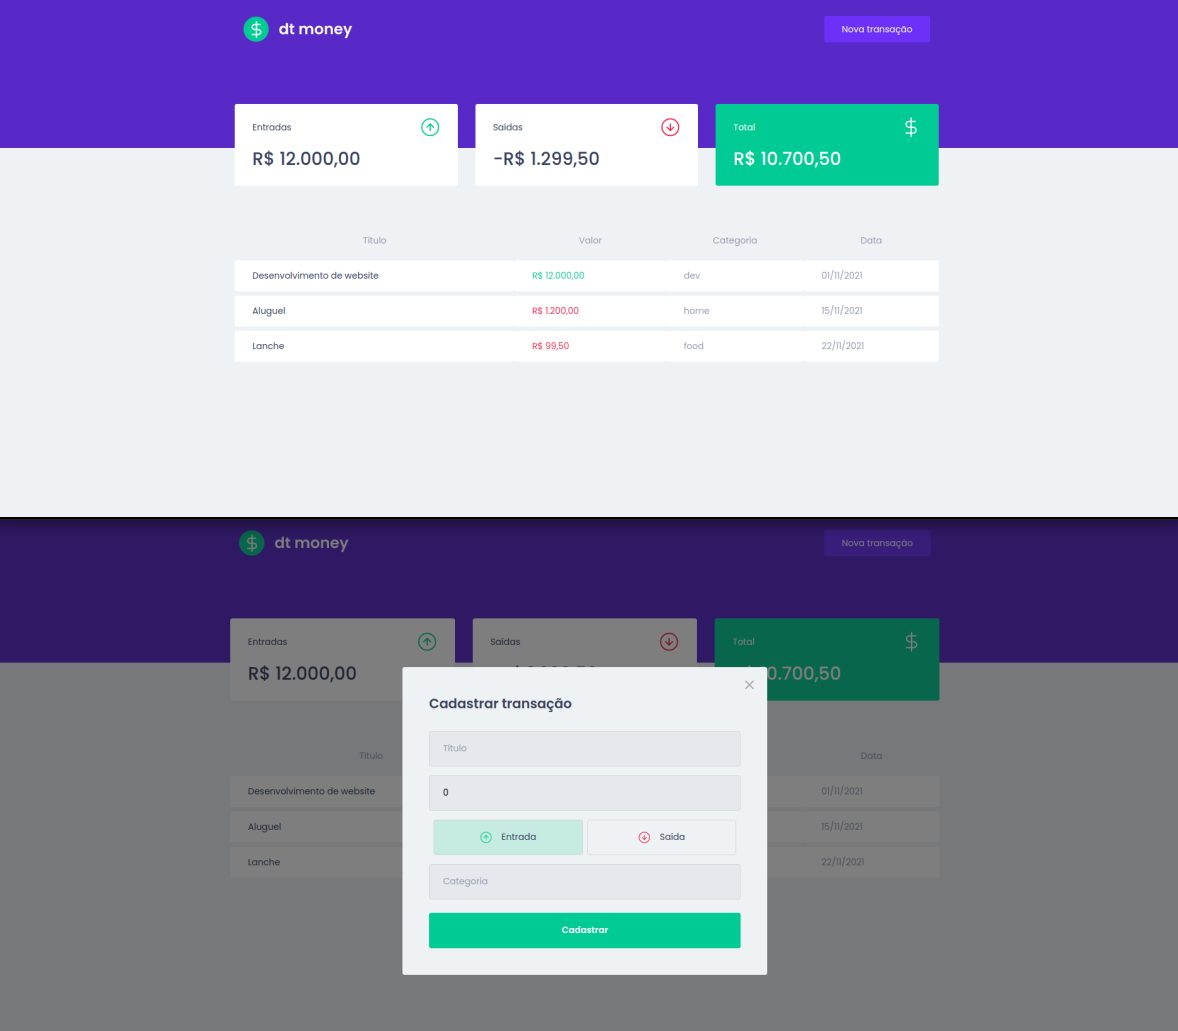 dt money
Nova transação
Entradas
R$ 12.000,00
Saídas
-R$ 1.299,50
Total
R$ 10.700,50
Título Valor Categoria Data
Desenvolvimento de website R$ 12.000,00 dev 01/11/2021
Aluguel R$ 1.200,00 home 15/11/2021
Lanche R$ 99,50 food 22/11/2021
dt money
Nova transação
Entradas
R$ 12.000,00
Saídas
Total
0.700,50
Título Data
Desenvolvimento de website 01/11/2021
Aluguel 15/11/2021
Lanche 22/11/2021
Cadastrar transação
Título
0
Entrada Saída
Categoria
Cadastrar